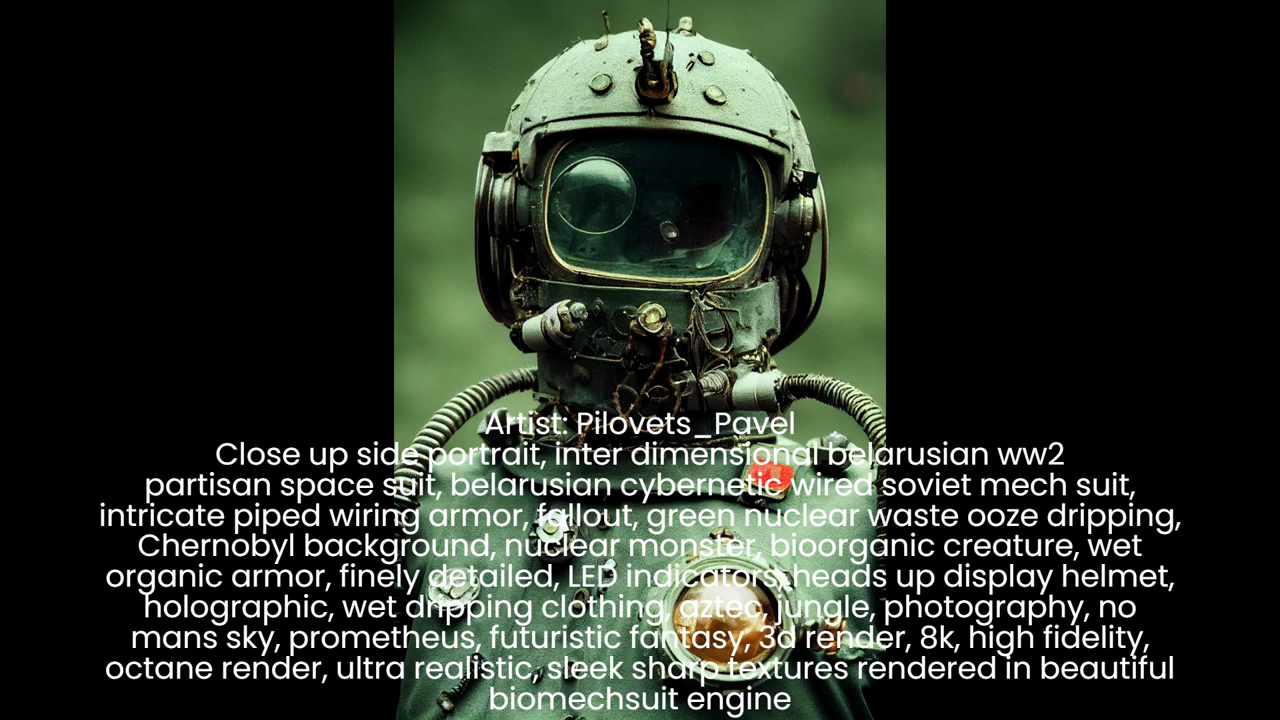 Artist: Pilovets_Pavel
Close up side portrait, inter dimensional belarusian ww2
partisan space suit, belarusian cybernetic wired soviet mech suit,
intricate piped wiring armor, fallout, green nuclear waste ooze dripping,
Chernobyl background, nuclear monster, bioorganic creature, wet
organic armor, finely detailed, LED indicators, heads up display helmet,
holographic, wet dripping clothing, aztec, jungle, photography, no
mans sky, prometheus, futuristic fantasy, 3d render, 8k, high fidelity,
octane render, ultra realistic, sleek sharp textures rendered in beautiful
biomechsuit engine